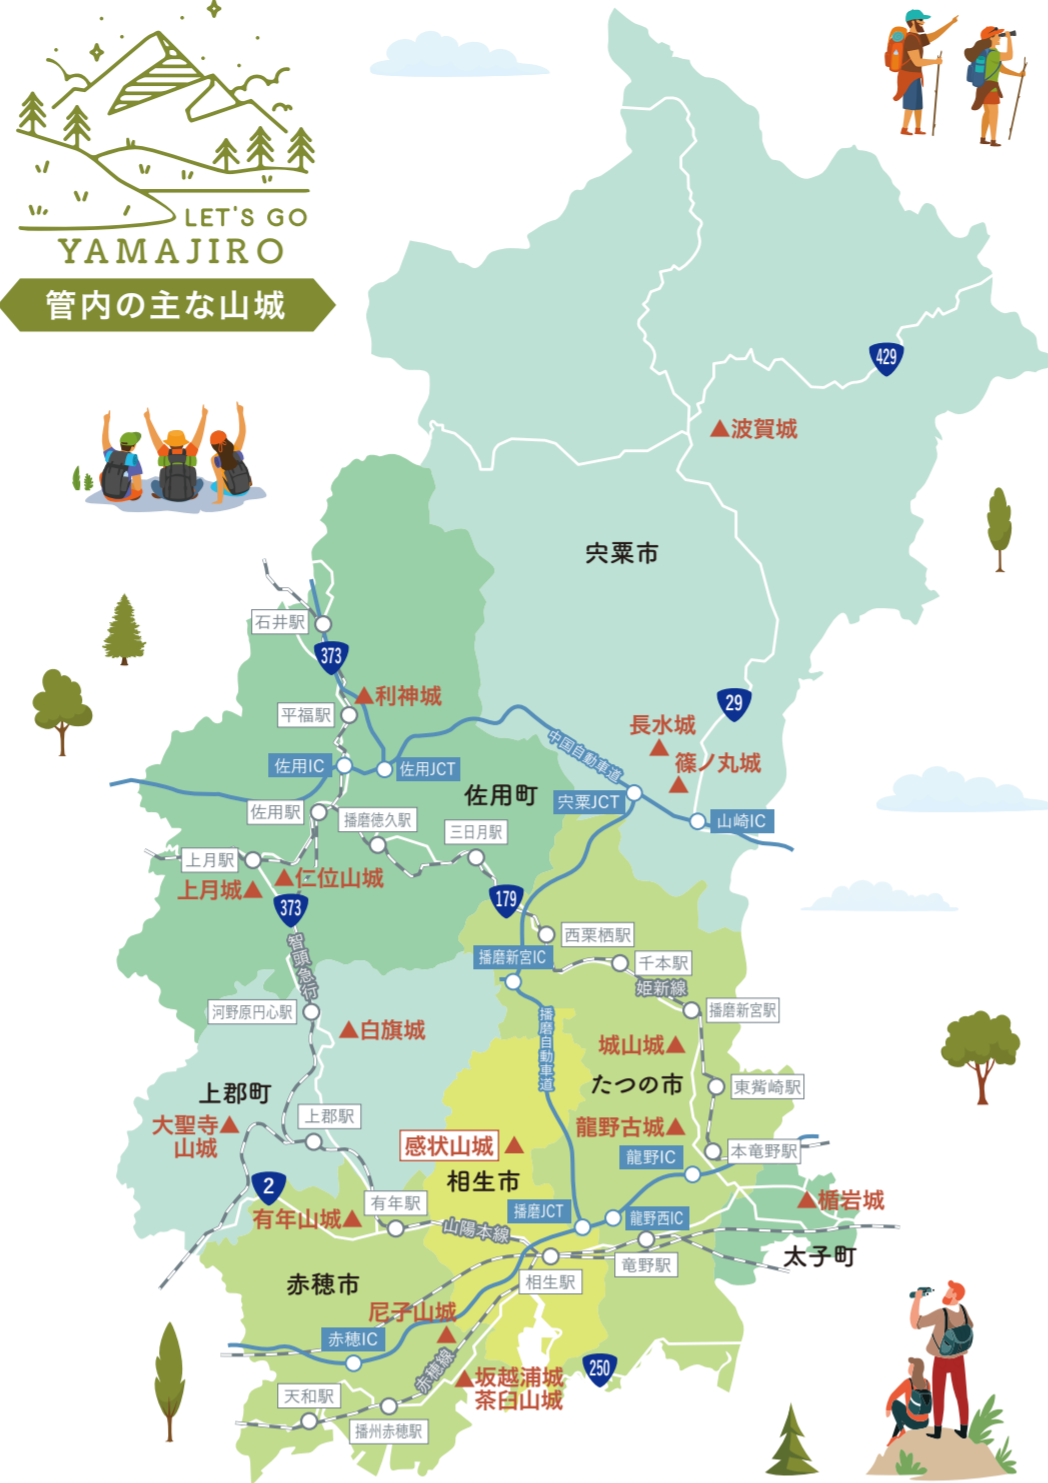 LET'S GO
YAMAJIRO
管内の主な山城
429
波賀城
宍粟市
石井駅
373
利神城
平福駅
29
長水城
篠ノ丸城
中国自動車道
佐用IC
佐用JCT
佐用町
宍粟JCT
山崎IC
佐用駅
播磨徳久駅
三日月駅
上月駅
上月城
仁位山城
373
179
智頭急行
西栗栖駅
播磨新宮IC
千本駅
姫新線
河野原円心駅
播磨新宮駅
白旗城
播磨自動車道
城山城
たつの市
東觜崎駅
上郡町
上郡駅
大聖寺
山城
龍野古城
感状山城
本竜野駅
龍野IC
相生市
2
有年駅
楯岩城
播磨JCT
龍野西IC
有年山城
山陽本線
太子町
竜野駅
相生駅
赤穂市
尼子山城
赤穂IC
250
赤穂線
坂越浦城
茶臼山城
天和駅
播州赤穂駅